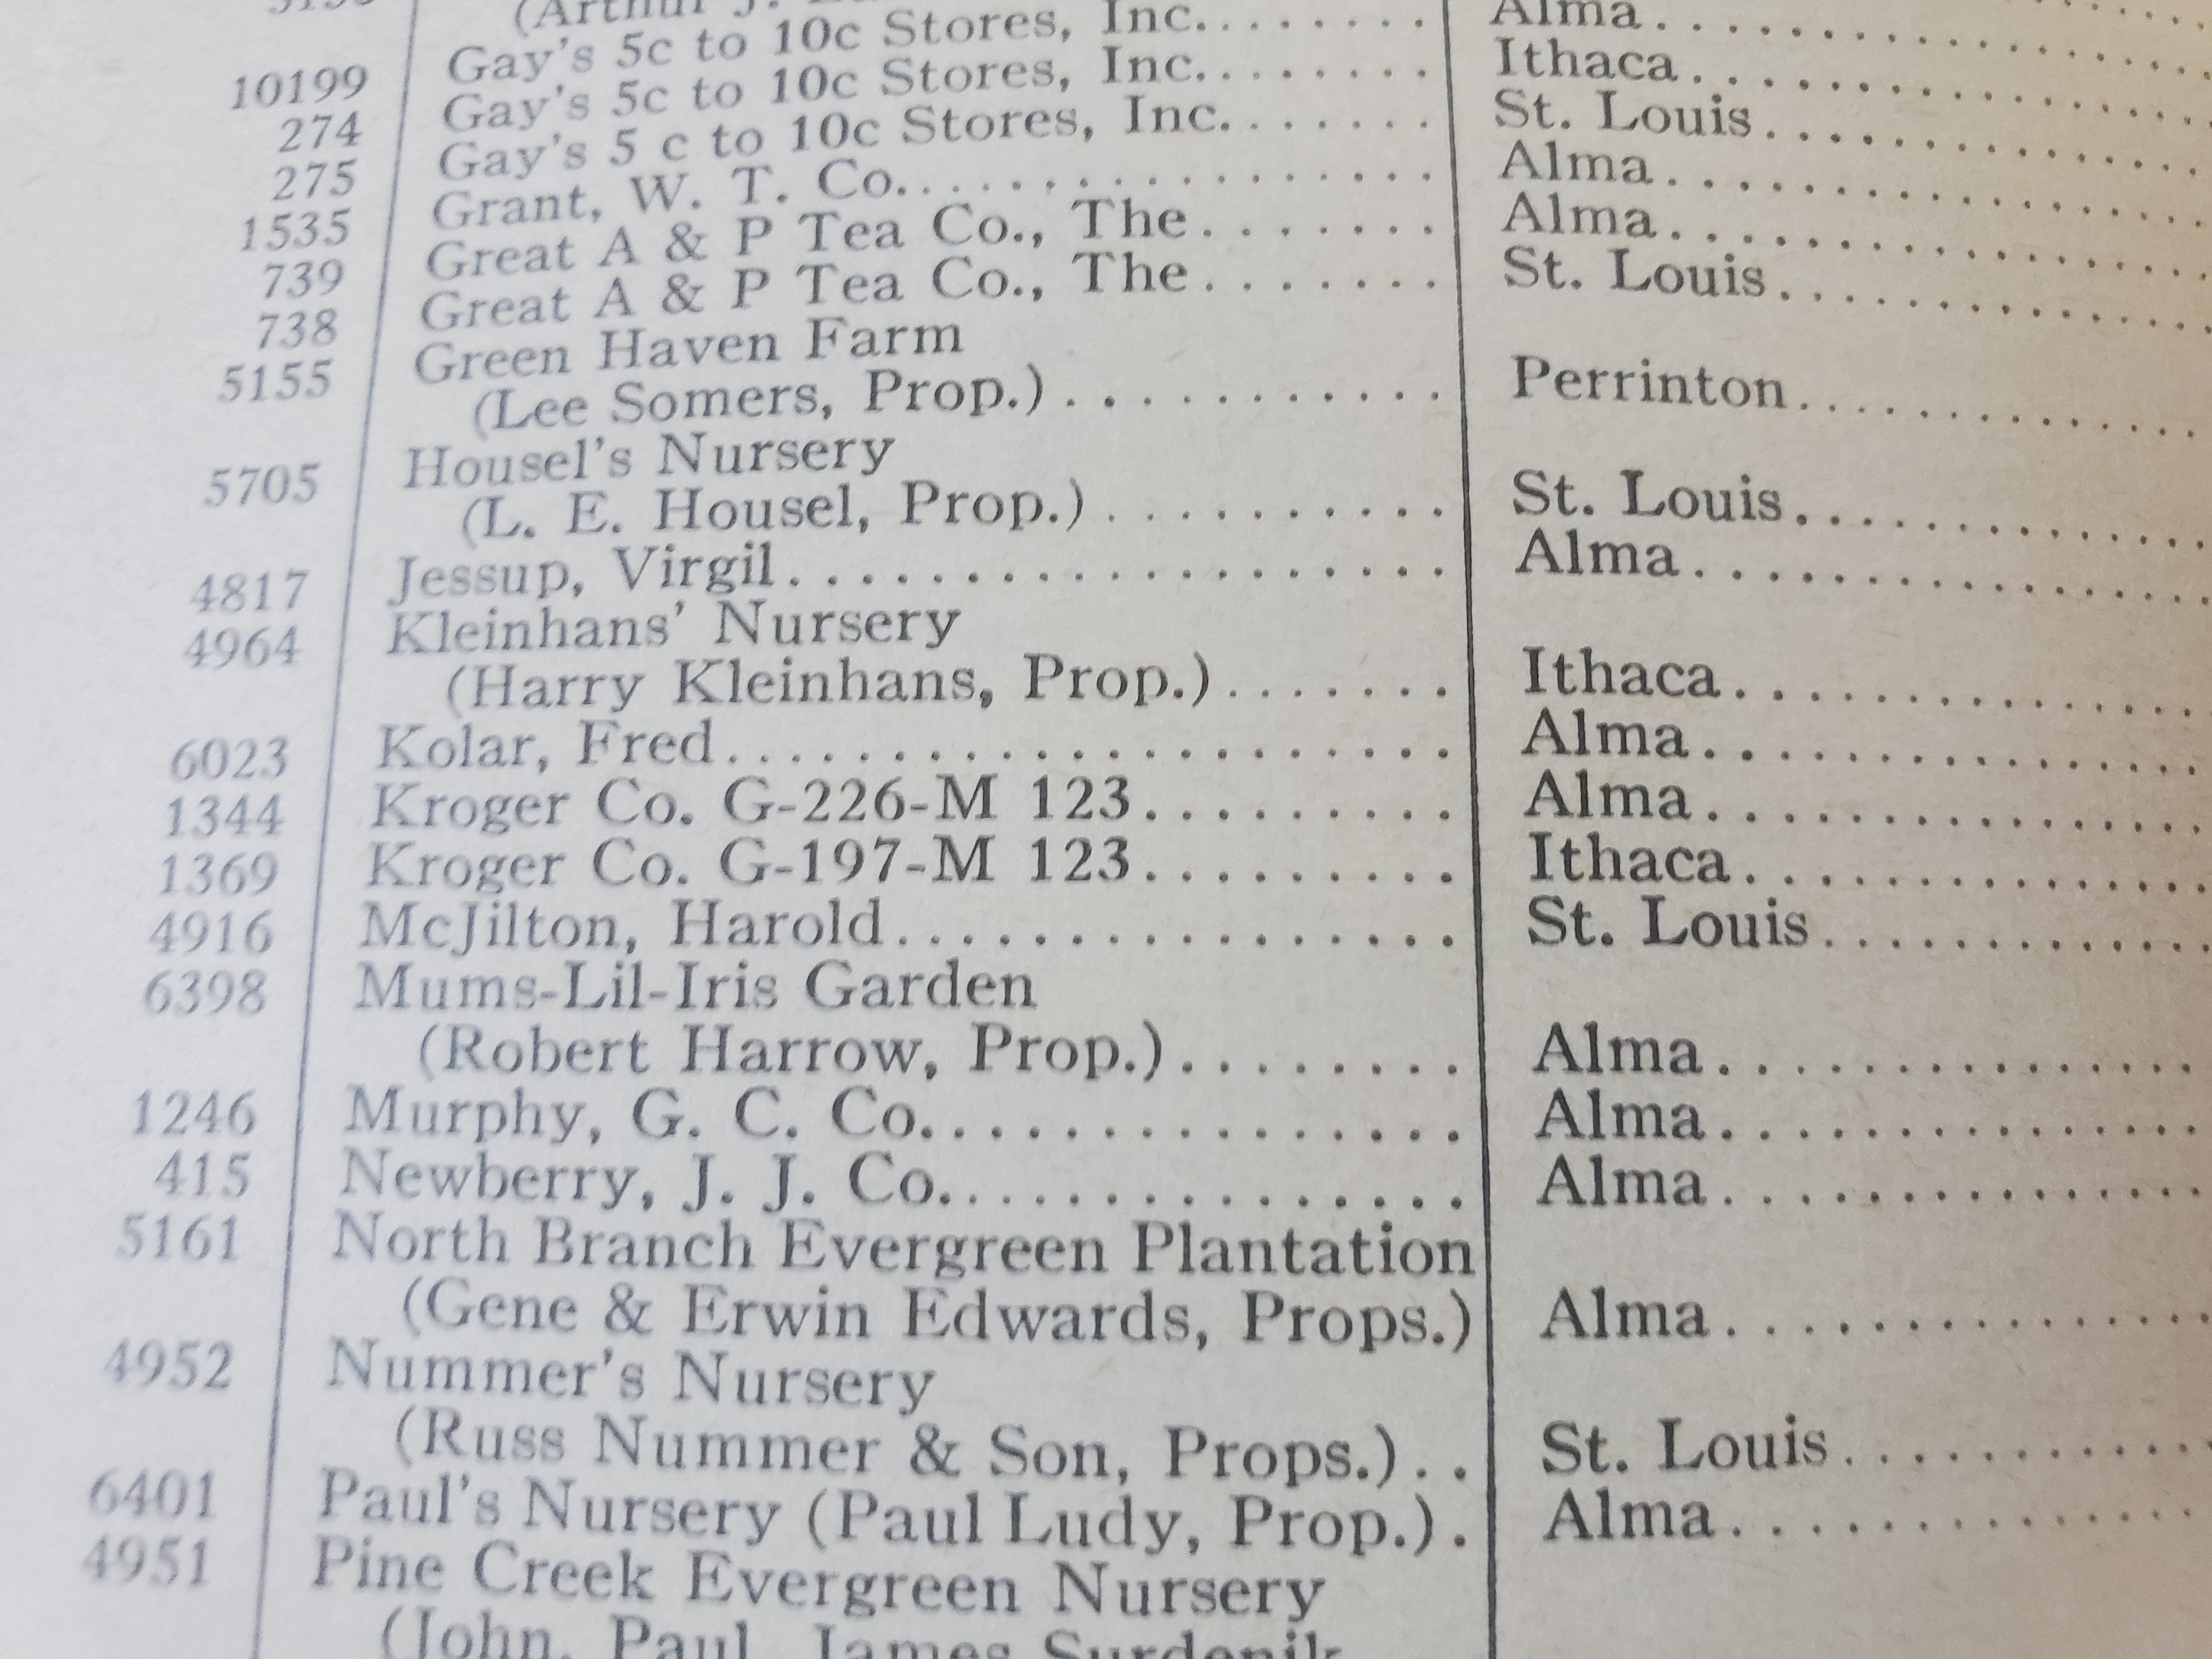 (Arthur J.
10199 Gay's 5c to 10c Stores, Inc........ Alma..............
274 Gay's 5c to 10c Stores, Inc........ Ithaca..............
275 Gay's 5 c to 10c Stores, Inc....... St. Louis..............
1535 Grant, W. T. Co................. Alma..............
739 Great A & P Tea Co., The....... Alma..............
738 Great A & P Tea Co., The....... St. Louis............
5155 Green Haven Farm
(Lee Somers, Prop.)........... Perrinton............
5705 Housel's Nursery
(L. E. Housel, Prop.).......... St. Louis............
4817 Jessup, Virgil.................. Alma..............
4964 Kleinhans' Nursery
(Harry Kleinhans, Prop.)....... Ithaca..............
6023 Kolar, Fred................... Alma..............
1344 Kroger Co. G-226-M 123......... Alma..............
1369 Kroger Co. G-197-M 123......... Ithaca.............
4916 McJilton, Harold............... St. Louis...........
6398 Mums-Lil-Iris Garden
(Robert Harrow, Prop.)........ Alma..............
1246 Murphy, G. C. Co.............. Alma..............
415 Newberry, J. J. Co............. Alma..............
5161 North Branch Evergreen Plantation
(Gene & Erwin Edwards, Props.) Alma..............
4952 Nummer's Nursery
(Russ Nummer & Son, Props.).. St. Louis...........
6401 Paul's Nursery (Paul Ludy, Prop.). Alma..............
4951 Pine Creek Evergreen Nursery
(John, Paul, James Surdenik